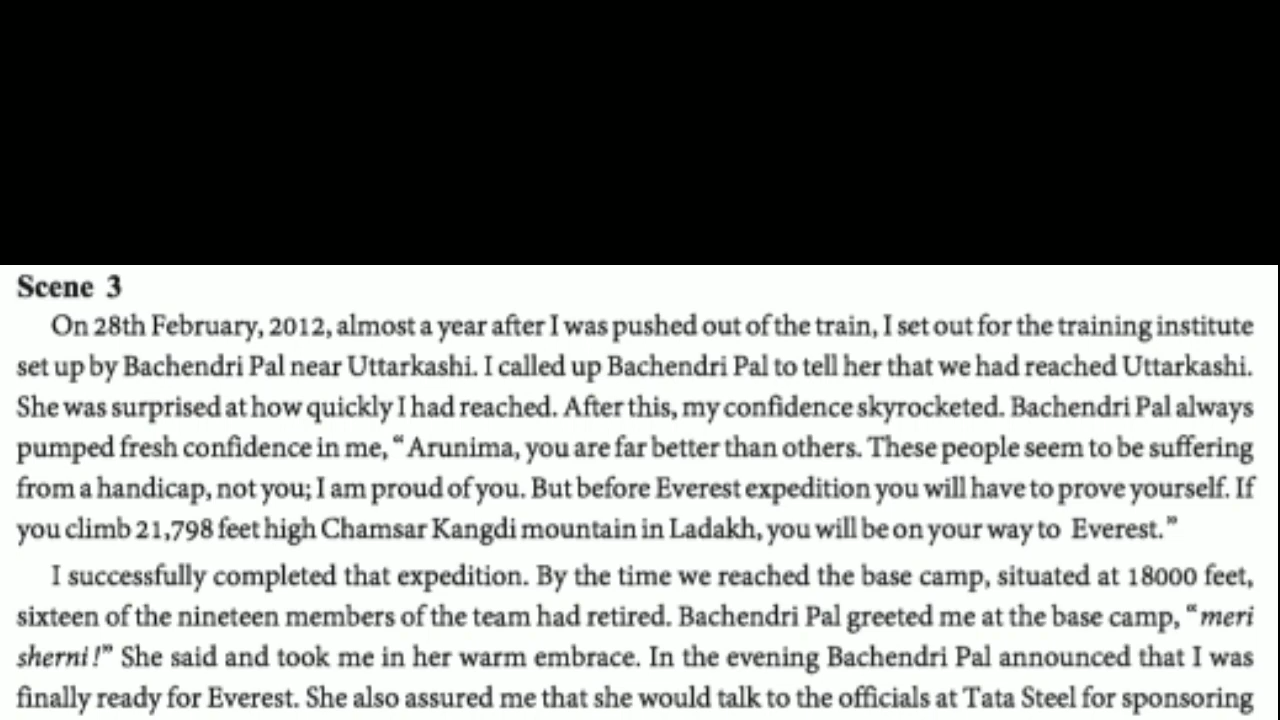 Scene 3
On 28th February, 2012, almost a year after I was pushed out of the train, I set out for the training institute
set up by Bachendri Pal near Uttarkashi. I called up Bachendri Pal to tell her that we had reached Uttarkashi.
She was surprised at how quickly I had reached. After this, my confidence skyrocketed. Bachendri Pal always
pumped fresh confidence in me, “Arunima, you are far better than others. These people seem to be suffering
from a handicap, not you; I am proud of you. But before Everest expedition you will have to prove yourself. If
you climb 21,798 feet high Chamsar Kangdi mountain in Ladakh, you will be on your way to Everest.”
I successfully completed that expedition. By the time we reached the base camp, situated at 18000 feet,
sixteen of the nineteen members of the team had retired. Bachendri Pal greeted me at the base camp, “meri
sherni !” She said and took me in her warm embrace. In the evening Bachendri Pal announced that I was
finally ready for Everest. She also assured me that she would talk to the officials at Tata Steel for sponsoring